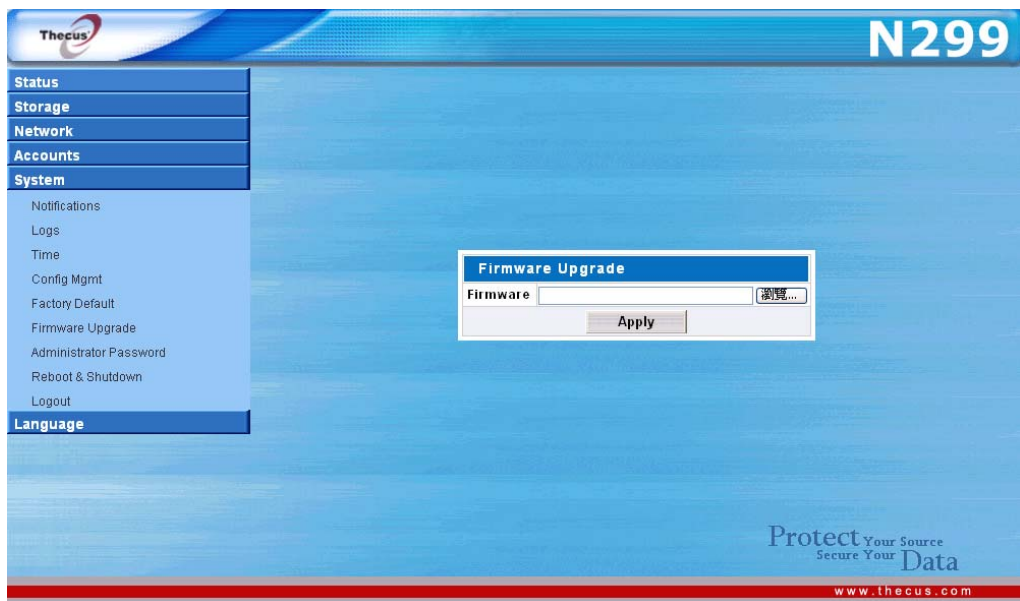 Thecus
N299
Status
Storage
Network
Accounts
System
Notifications
Logs
Time
Config Mgmt
Factory Default
Firmware Upgrade
Administrator Password
Reboot & Shutdown
Logout
Language
Firmware Upgrade
Firmware 瀏覽...
Apply
Protect Your Source
Secure Your Data
www.thecus.com